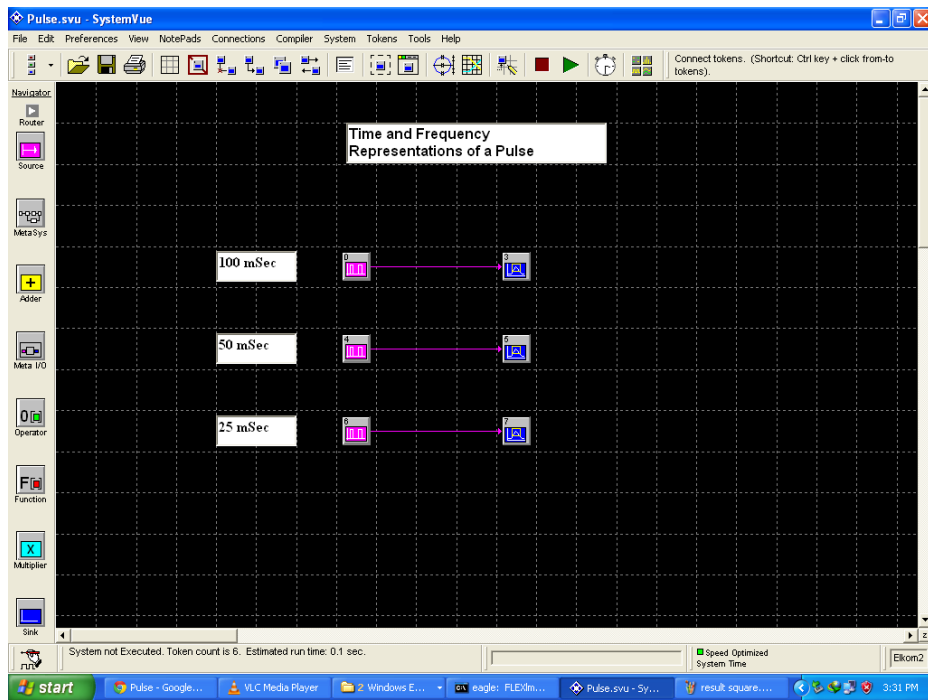 Pulse.svu - SystemVue
File Edit Preferences View NotePads Connections Compiler System Tokens Tools Help
Connect tokens. (Shortcut: Ctrl key + click from-to
tokens).
Navigator
Router
Source
MetaSys
Adder
Meta I/O
Operator
Function
Multiplier
Sink
Time and Frequency
Representations of a Pulse
100 mSec
0
3
50 mSec
4
5
25 mSec
6
7
System not Executed. Token count is 6. Estimated run time: 0.1 sec.
Speed Optimized
System Time
Elkom2
z
start
Pulse - Google...
VLC Media Player
2 Windows E...
eagle: FLEXlm...
Pulse.svu - Sy...
result square....
3:31 PM